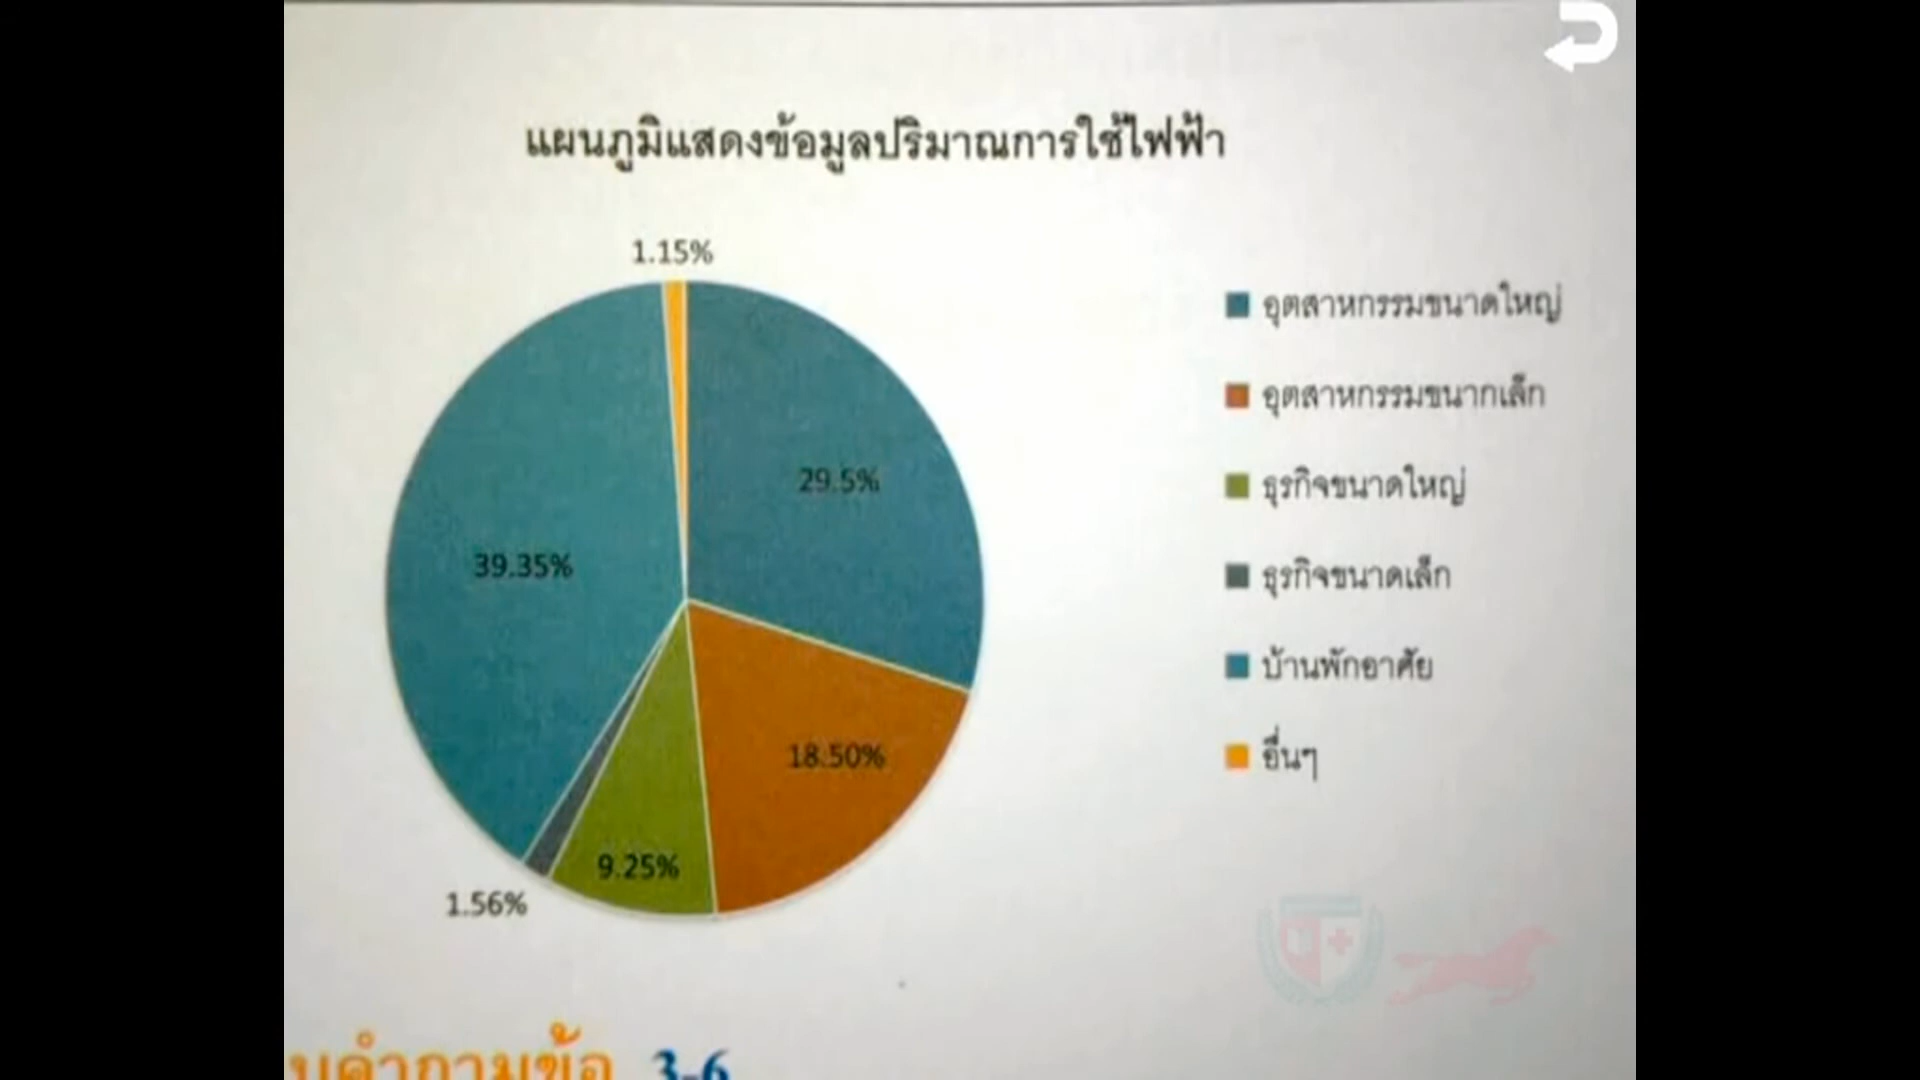 แผนภูมิแสดงข้อมูลปริมาณการใช้ไฟฟ้า
1.15%
29.5%
39.35%
18.50%
9.25%
1.56%
อุตสาหกรรมขนาดใหญ่
อุตสาหกรรมขนากเล็ก
ธุรกิจขนาดใหญ่
ธุรกิจขนาดเล็ก
บ้านพักอาศัย
อื่นๆ
3-6